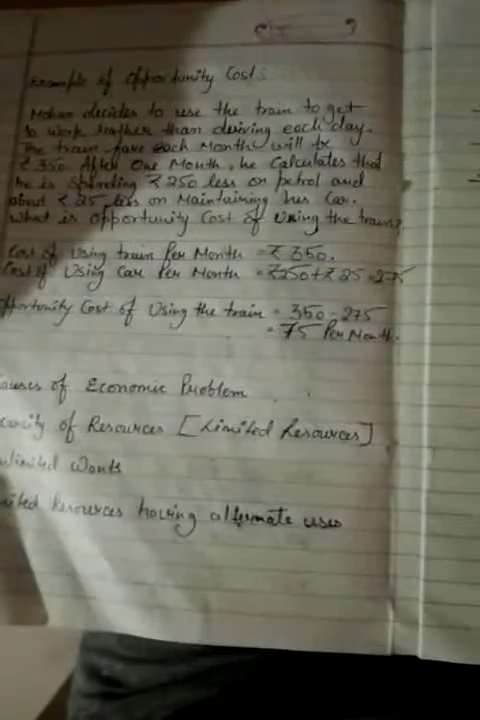 Example of Opportunity Cost:
Mohan decides to use the train to get
to work rather than driving each day.
The train fare each Month will be
₹350. After One Month, he Calculates that
he is spending ₹250 less on petrol and
about ₹25 less on Maintaining his Car.
What is opportunity Cost of using the train?
Cost of Using train Per Month = ₹350.
Cost of Using Car Per Month = ₹250+₹25=275
Opportunity Cost of Using the train = 350-275
= 75 Per Month.
auses of Economic Problem
carcity of Resources [Limited Resources]
nlimited Wants
mited Resources having alternate uses